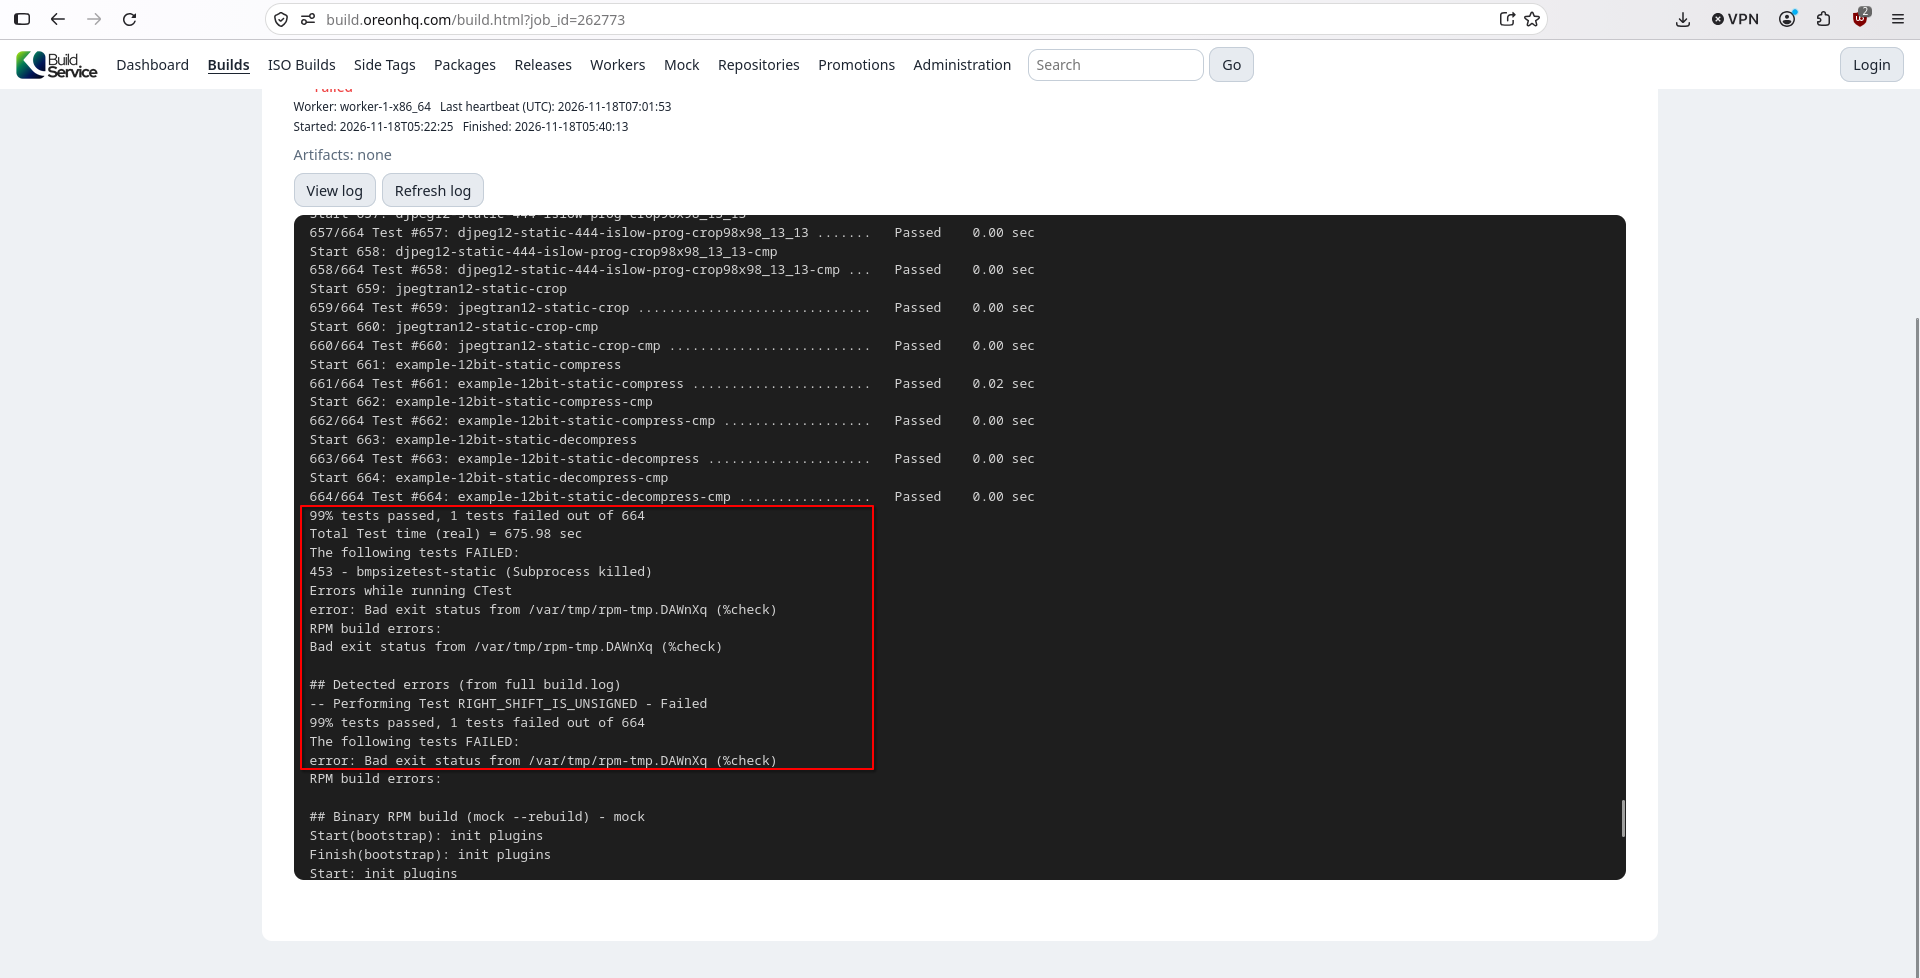 build.oreonhq.com/build.html?job_id=262773
VPN
2
Build Service
Dashboard
Builds
ISO Builds
Side Tags
Packages
Releases
Workers
Mock
Repositories
Promotions
Administration
Search
Go
Login
Failed
Worker: worker-1-x86_64 Last heartbeat (UTC): 2026-11-18T07:01:53
Started: 2026-11-18T05:22:25 Finished: 2026-11-18T05:40:13
Artifacts: none
View log
Refresh log
Start 657: djpeg12-static-444-islow-prog-crop98x98_13_13
657/664 Test #657: djpeg12-static-444-islow-prog-crop98x98_13_13 ....... Passed 0.00 sec
Start 658: djpeg12-static-444-islow-prog-crop98x98_13_13-cmp
658/664 Test #658: djpeg12-static-444-islow-prog-crop98x98_13_13-cmp ... Passed 0.00 sec
Start 659: jpegtran12-static-crop
659/664 Test #659: jpegtran12-static-crop .............................. Passed 0.00 sec
Start 660: jpegtran12-static-crop-cmp
660/664 Test #660: jpegtran12-static-crop-cmp .......................... Passed 0.00 sec
Start 661: example-12bit-static-compress
661/664 Test #661: example-12bit-static-compress ....................... Passed 0.02 sec
Start 662: example-12bit-static-compress-cmp
662/664 Test #662: example-12bit-static-compress-cmp ................... Passed 0.00 sec
Start 663: example-12bit-static-decompress
663/664 Test #663: example-12bit-static-decompress ..................... Passed 0.00 sec
Start 664: example-12bit-static-decompress-cmp
664/664 Test #664: example-12bit-static-decompress-cmp ................. Passed 0.00 sec
99% tests passed, 1 tests failed out of 664
Total Test time (real) = 675.98 sec
The following tests FAILED:
453 - bmpsizetest-static (Subprocess killed)
Errors while running CTest
error: Bad exit status from /var/tmp/rpm-tmp.DAWnXq (%check)
RPM build errors:
Bad exit status from /var/tmp/rpm-tmp.DAWnXq (%check)
## Detected errors (from full build.log)
-- Performing Test RIGHT_SHIFT_IS_UNSIGNED - Failed
99% tests passed, 1 tests failed out of 664
The following tests FAILED:
error: Bad exit status from /var/tmp/rpm-tmp.DAWnXq (%check)
RPM build errors:
## Binary RPM build (mock --rebuild) - mock
Start(bootstrap): init plugins
Finish(bootstrap): init plugins
Start: init plugins